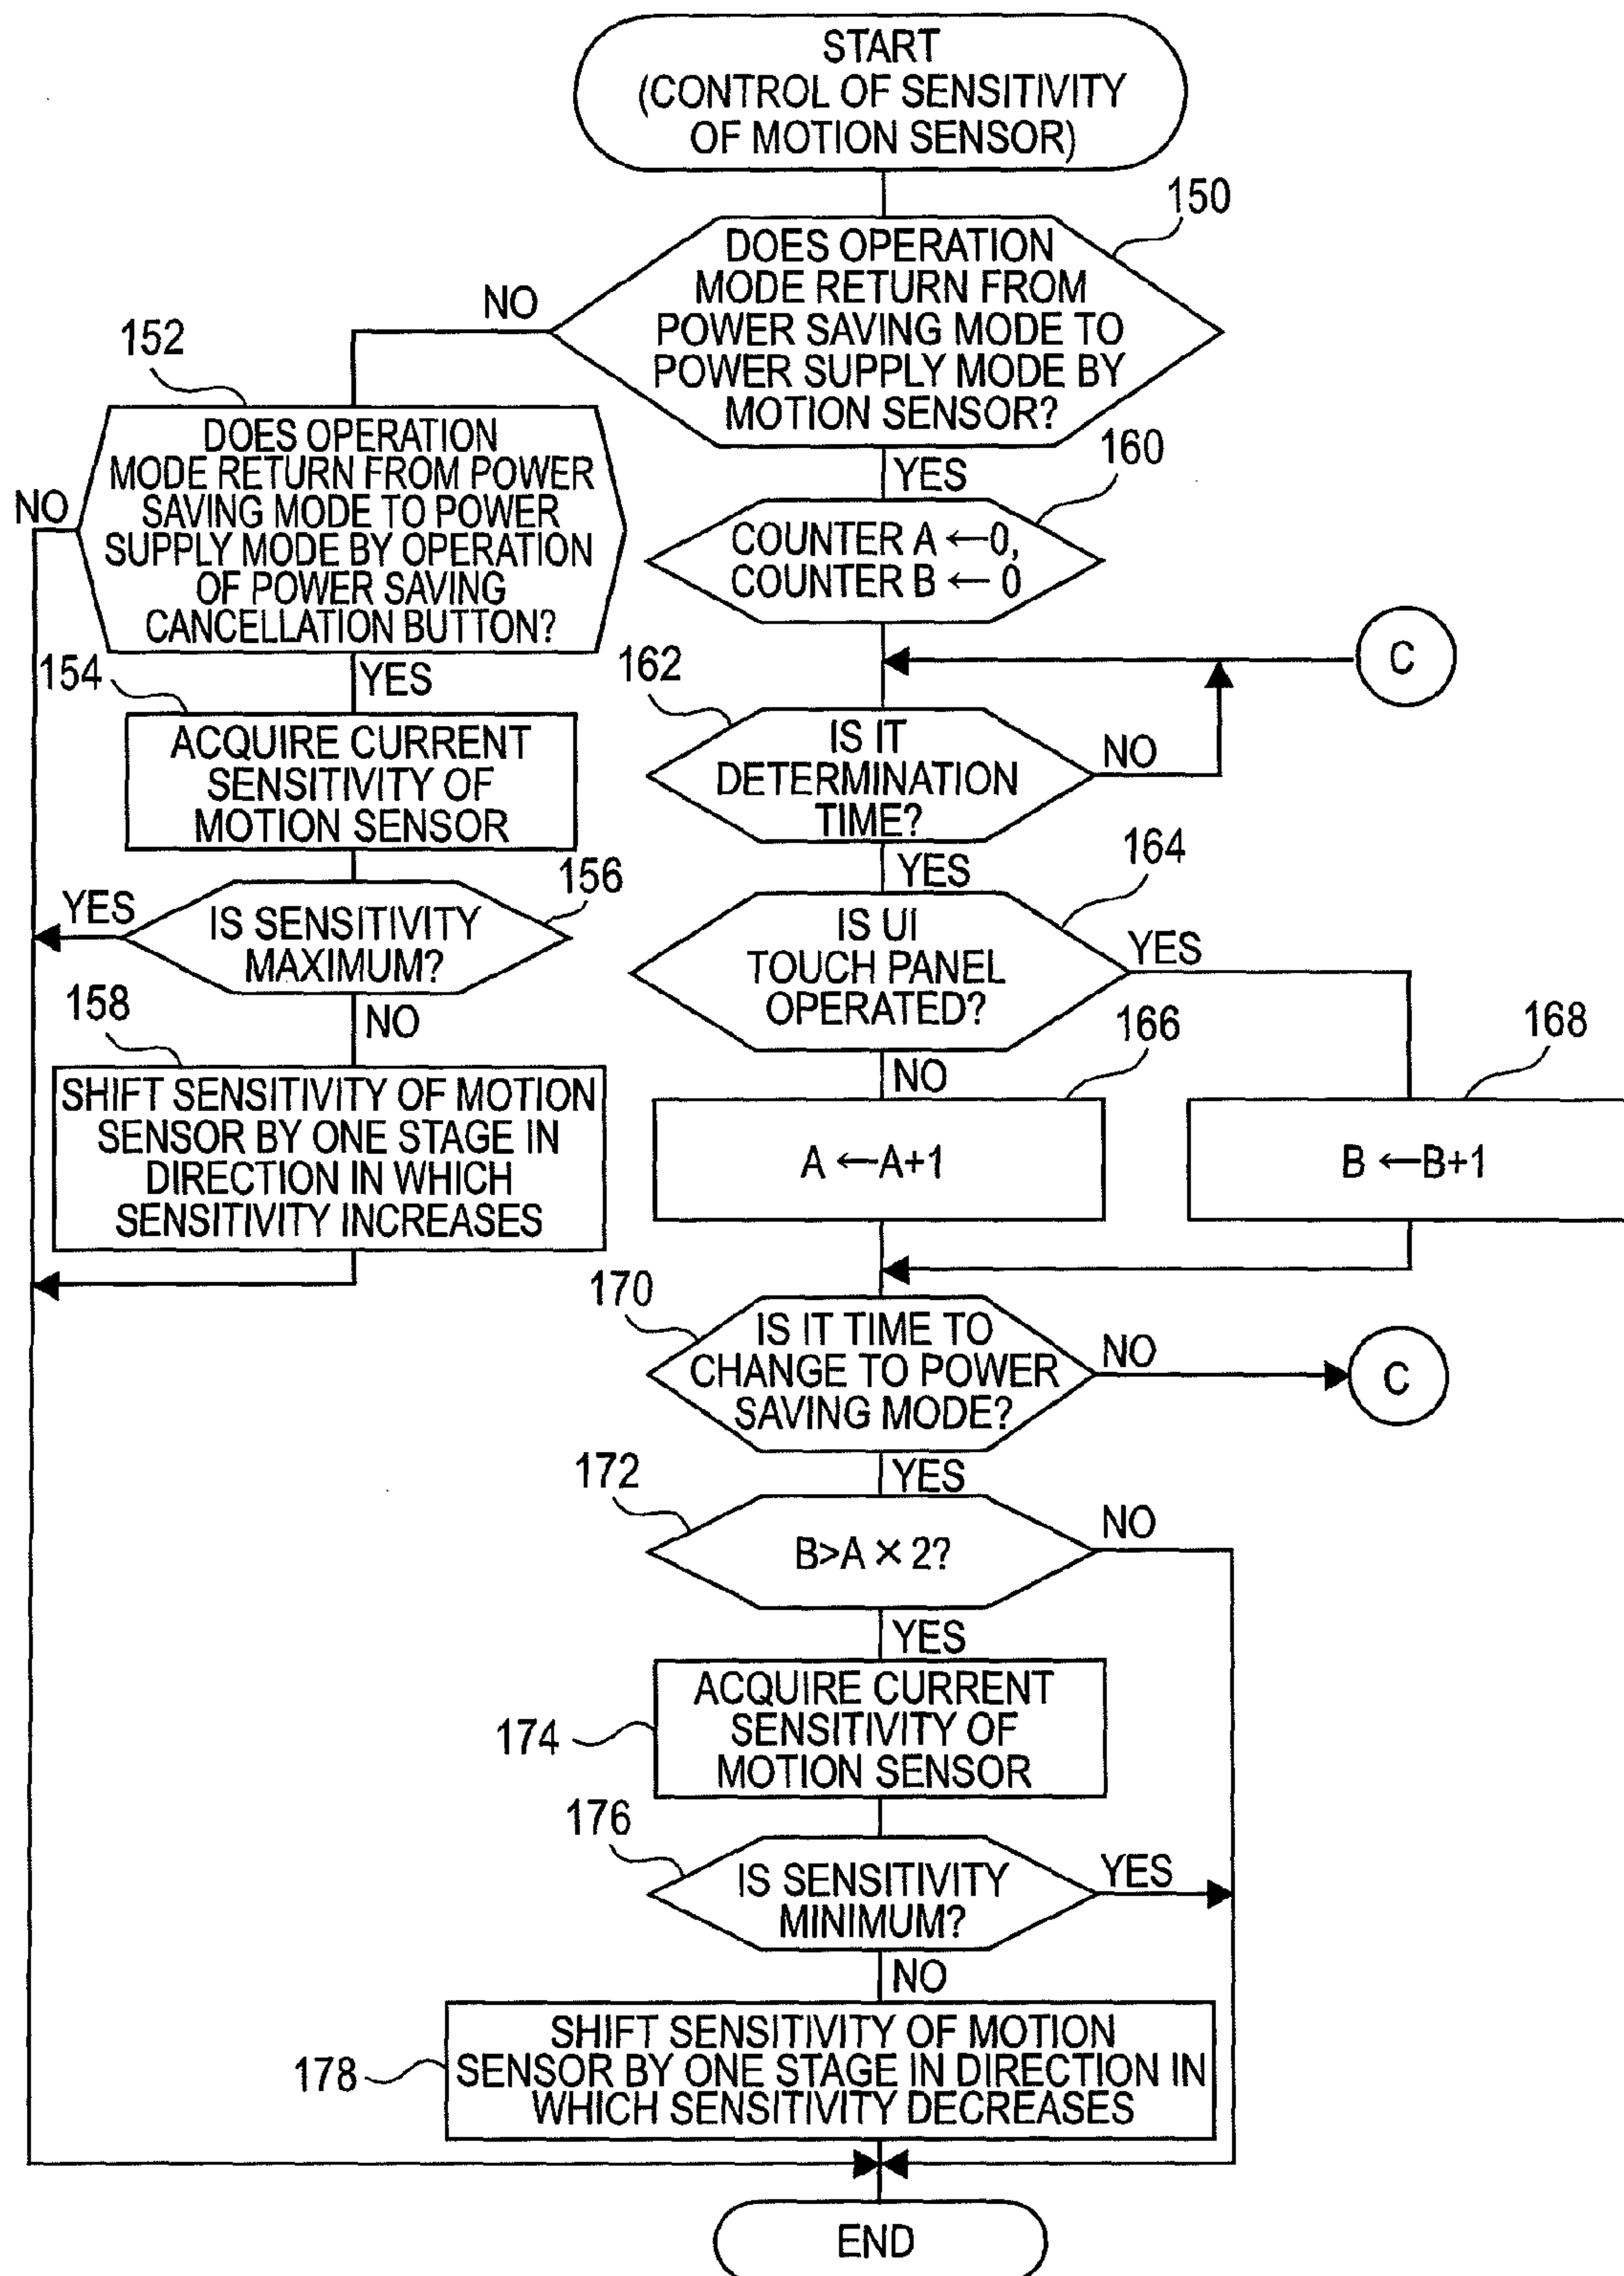 START
(CONTROL OF SENSITIVITY
OF MOTION SENSOR)
150
DOES OPERATION
MODE RETURN FROM
POWER SAVING MODE TO
POWER SUPPLY MODE BY
MOTION SENSOR?
NO
YES
152
DOES OPERATION
MODE RETURN FROM POWER
SAVING MODE TO POWER
SUPPLY MODE BY OPERATION
OF POWER SAVING
CANCELLATION BUTTON?
NO
YES
154
ACQUIRE CURRENT
SENSITIVITY OF
MOTION SENSOR
156
IS SENSITIVITY
MAXIMUM?
YES
NO
158
SHIFT SENSITIVITY OF MOTION
SENSOR BY ONE STAGE IN
DIRECTION IN WHICH
SENSITIVITY INCREASES
160
COUNTER A ←0,
COUNTER B ← 0
C
162
IS IT
DETERMINATION
TIME?
NO
YES
164
IS UI
TOUCH PANEL
OPERATED?
YES
NO
166
A ←A+1
168
B ←B+1
170
IS IT TIME TO
CHANGE TO POWER
SAVING MODE?
NO
C
YES
172
B>A × 2?
NO
YES
174
ACQUIRE CURRENT
SENSITIVITY OF
MOTION SENSOR
176
IS SENSITIVITY
MINIMUM?
YES
NO
178
SHIFT SENSITIVITY OF MOTION
SENSOR BY ONE STAGE IN DIRECTION IN
WHICH SENSITIVITY DECREASES
END